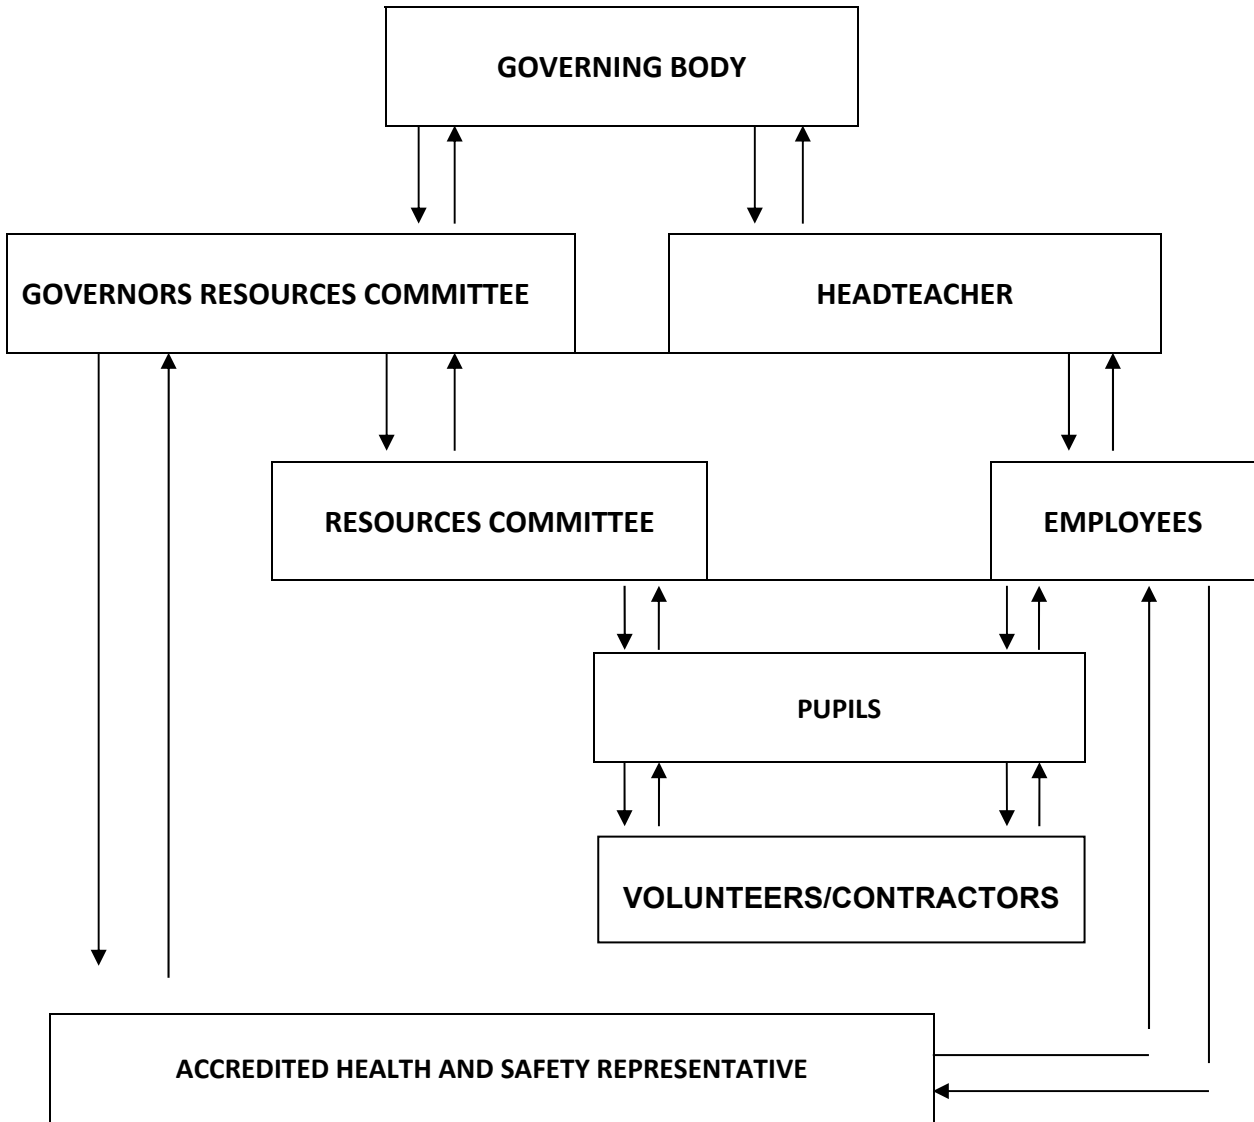 GOVERNING BODY
GOVERNORS RESOURCES COMMITTEE
HEADTEACHER
RESOURCES COMMITTEE
EMPLOYEES
PUPILS
VOLUNTEERS/CONTRACTORS
ACCREDITED HEALTH AND SAFETY REPRESENTATIVE